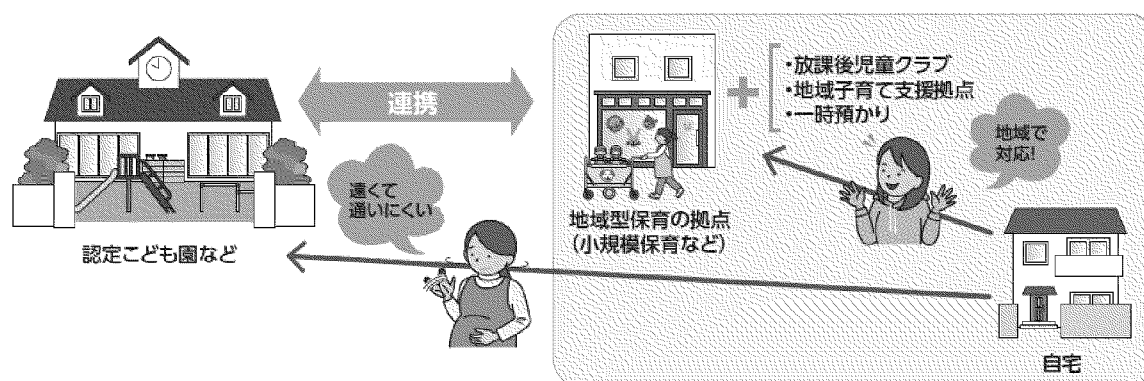 連携
・放課後児童クラブ
・地域子育て支援拠点
・一時預かり
地域で
対応!
遠くて
通いにくい
地域型保育の拠点
(小規模保育など)
認定こども園など
自宅